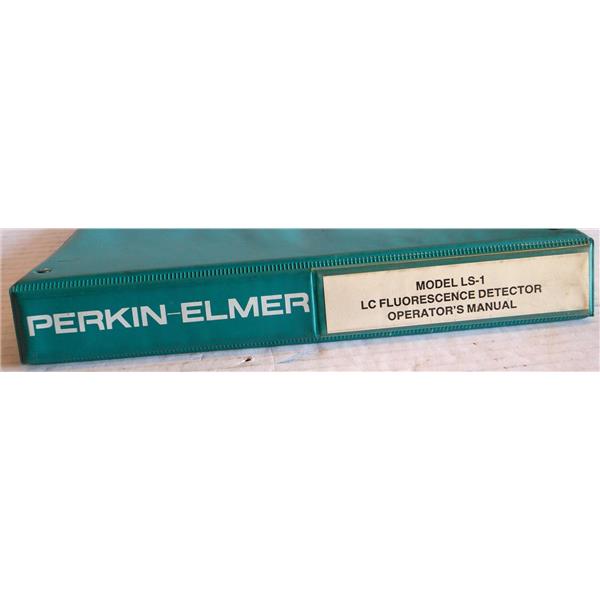 PERKIN-ELMER
MODEL LS-1
LC FLUORESCENCE DETECTOR
OPERATOR'S MANUAL